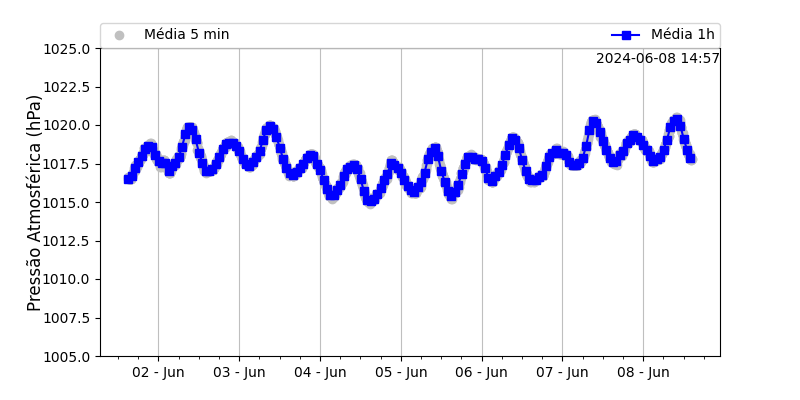 Média 5 min
Média 1h
2024-06-08 14:57
Pressão Atmosférica (hPa)
1025.0
1022.5
1020.0
1017.5
1015.0
1012.5
1010.0
1007.5
1005.0
02 - Jun
03 - Jun
04 - Jun
05 - Jun
06 - Jun
07 - Jun
08 - Jun